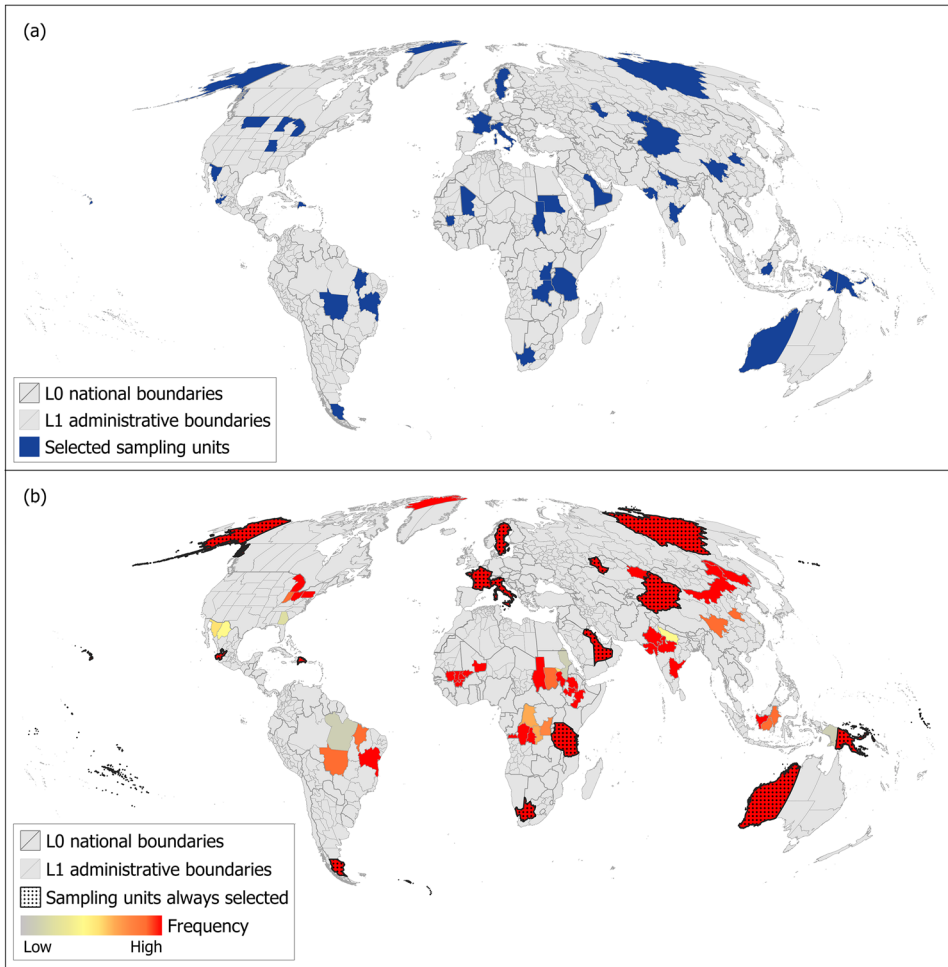 (a)
L0 national boundaries
L1 administrative boundaries
Selected sampling units
(b)
L0 national boundaries
L1 administrative boundaries
Sampling units always selected
Frequency
Low High